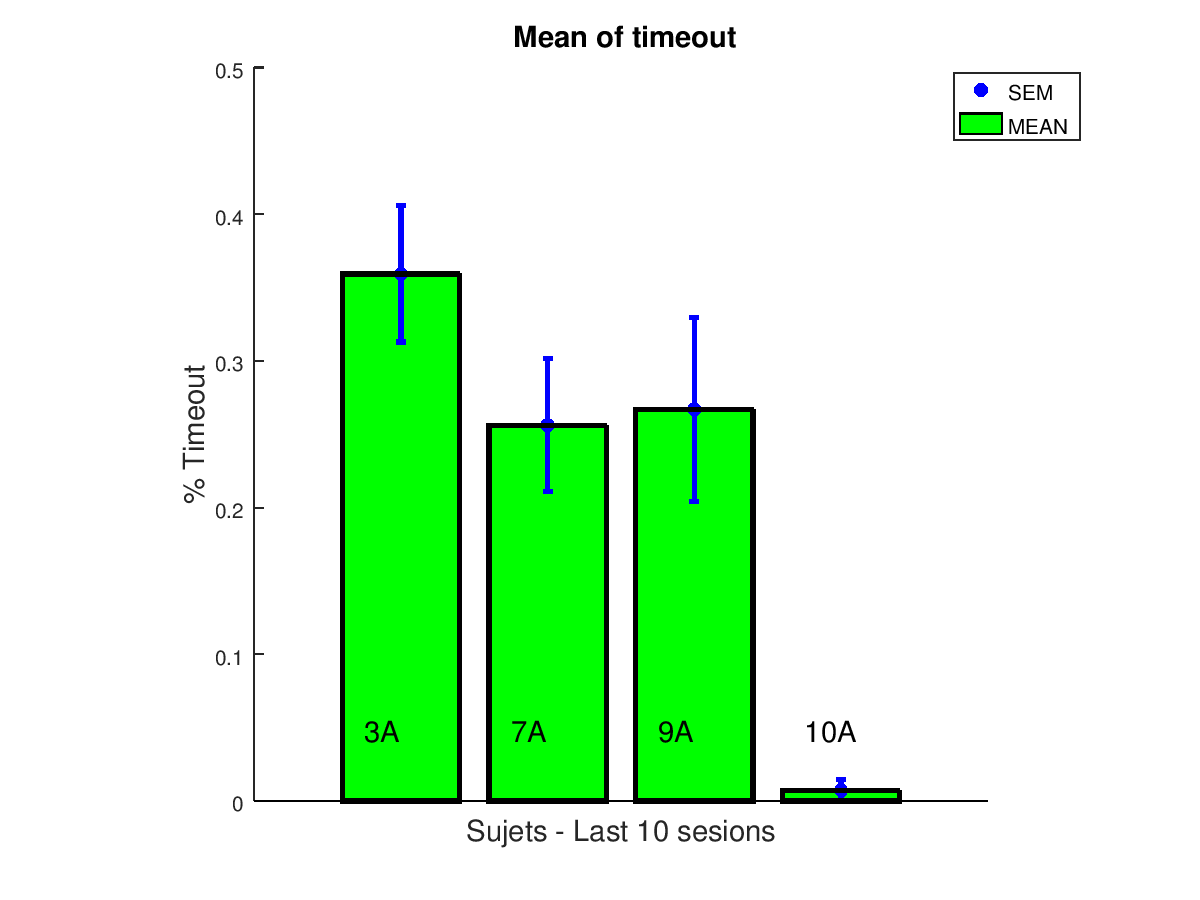 Mean of timeout
SEM
MEAN
0.5
0.4
0.3
0.2
0.1
0
% Timeout
3A
7A
9A
10A
Sujets - Last 10 sesions